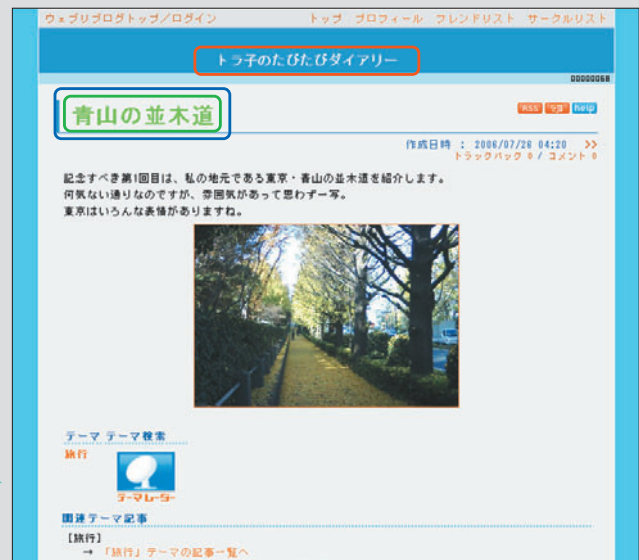 ウェブリブログトップ/ログイン トップ プロフィール フレンドリスト サークルリスト
トラ子のたびたびダイアリー
00000068
青山の並木道
RSS ラブ help
作成日時 : 2006/07/26 04:20 >>
トラックバック 0 / コメント 0
記念すべき第1回目は、私の地元である東京・青山の並木道を紹介します。
何気ない通りなのですが、雰囲気があって思わず一写。
東京はいろんな表情がありますね。
テーマ テーマ検索
旅行
テーマレーダー
関連テーマ記事
【旅行】
→ 「旅行」テーマの記事一覧へ